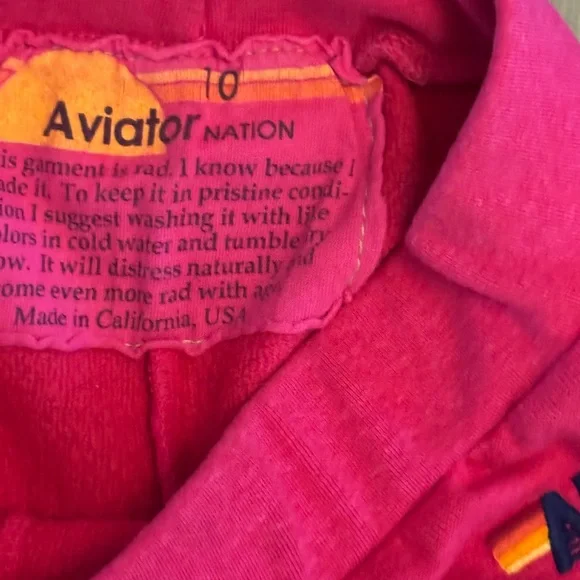 10
Aviator NATION
is garment is rad. I know because I
ade it. To keep it in pristine condi-
ion I suggest washing it with like
olors in cold water and tumble
ow. It will distress naturally
ome even more rad with
Made in California, USA
A